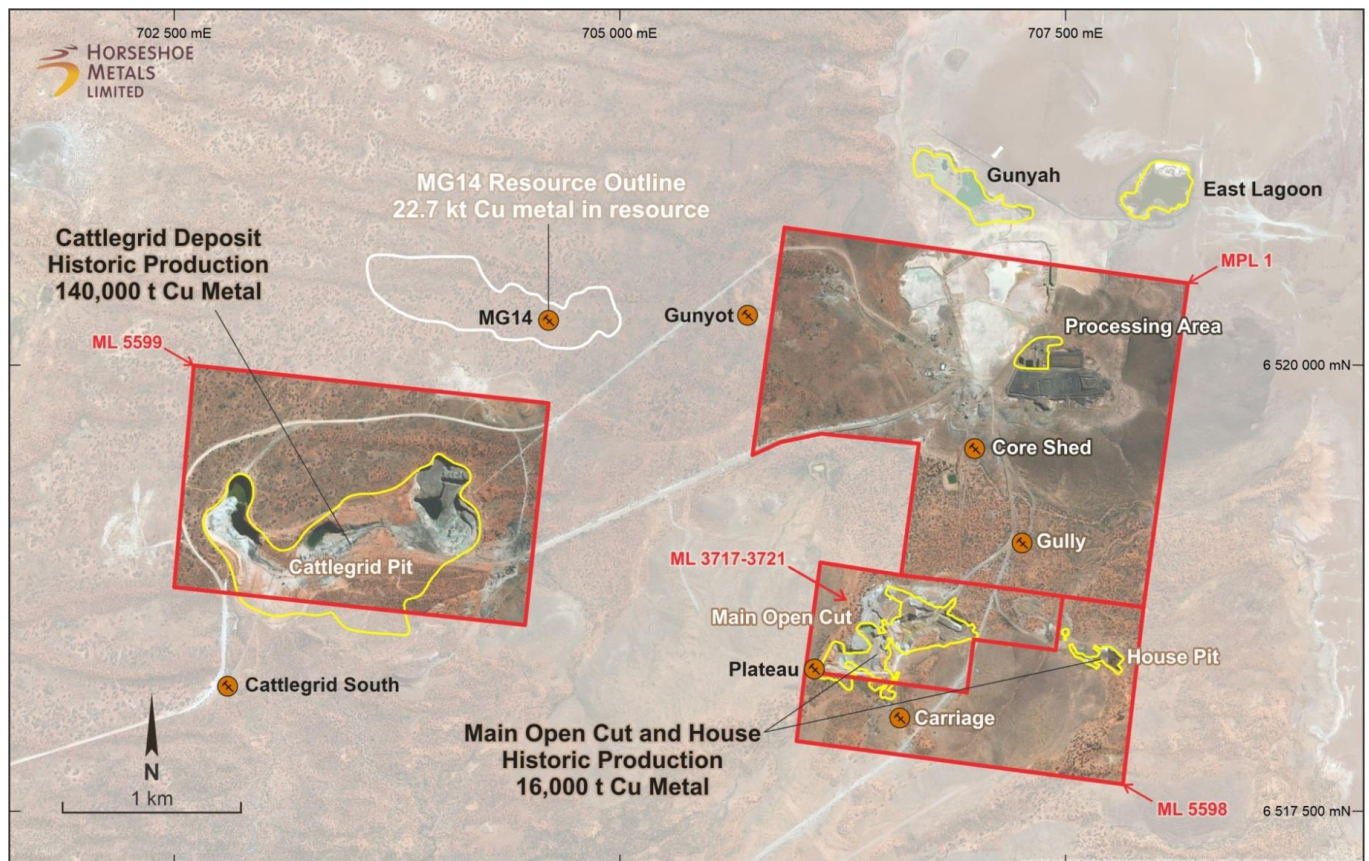 702 500 mE
705 000 mE
707 500 mE
HORSESHOE
METALS
LIMITED
Gunyah
East Lagoon
MG14 Resource Outline
22.7 kt Cu metal in resource
Cattlegrid Deposit
Historic Production
140,000 t Cu Metal
MPL 1
MG14
Gunyot
Processing Area
ML 5599
6 520 000 mN
Core Shed
Gully
ML 3717-3721
Cattlegrid Pit
Main Open Cut
House Pit
Plateau
Cattlegrid South
Carriage
Main Open Cut and House
Historic Production
16,000 t Cu Metal
N
1 km
ML 5598
6 517 500 mN